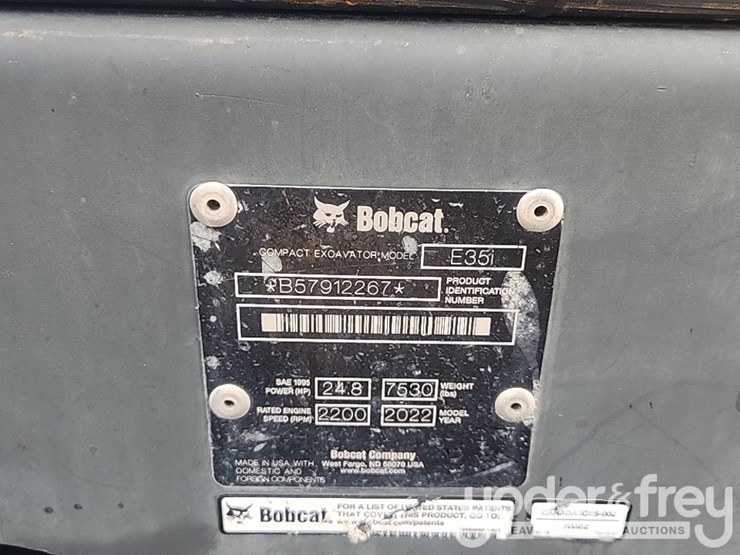 Bobcat.
COMPACT EXCAVATOR MODEL E35i
*B57912267* PRODUCT IDENTIFICATION NUMBER
SAE 1995 POWER (HP) 24.8 7530 WEIGHT (lbs)
RATED ENGINE SPEED (RPM) 2200 2022 MODEL YEAR
Bobcat Company
West Fargo, ND 58078 USA
www.bobcat.com
MADE IN USA WITH
DOMESTIC AND
FOREIGN COMPONENTS
Bobcat.
FOR A LIST OF UNITED STATES PATENTS
THAT COVER THIS PRODUCT, GO TO:
www.bobcat.com/patents
yoder&frey
AUCTIONS